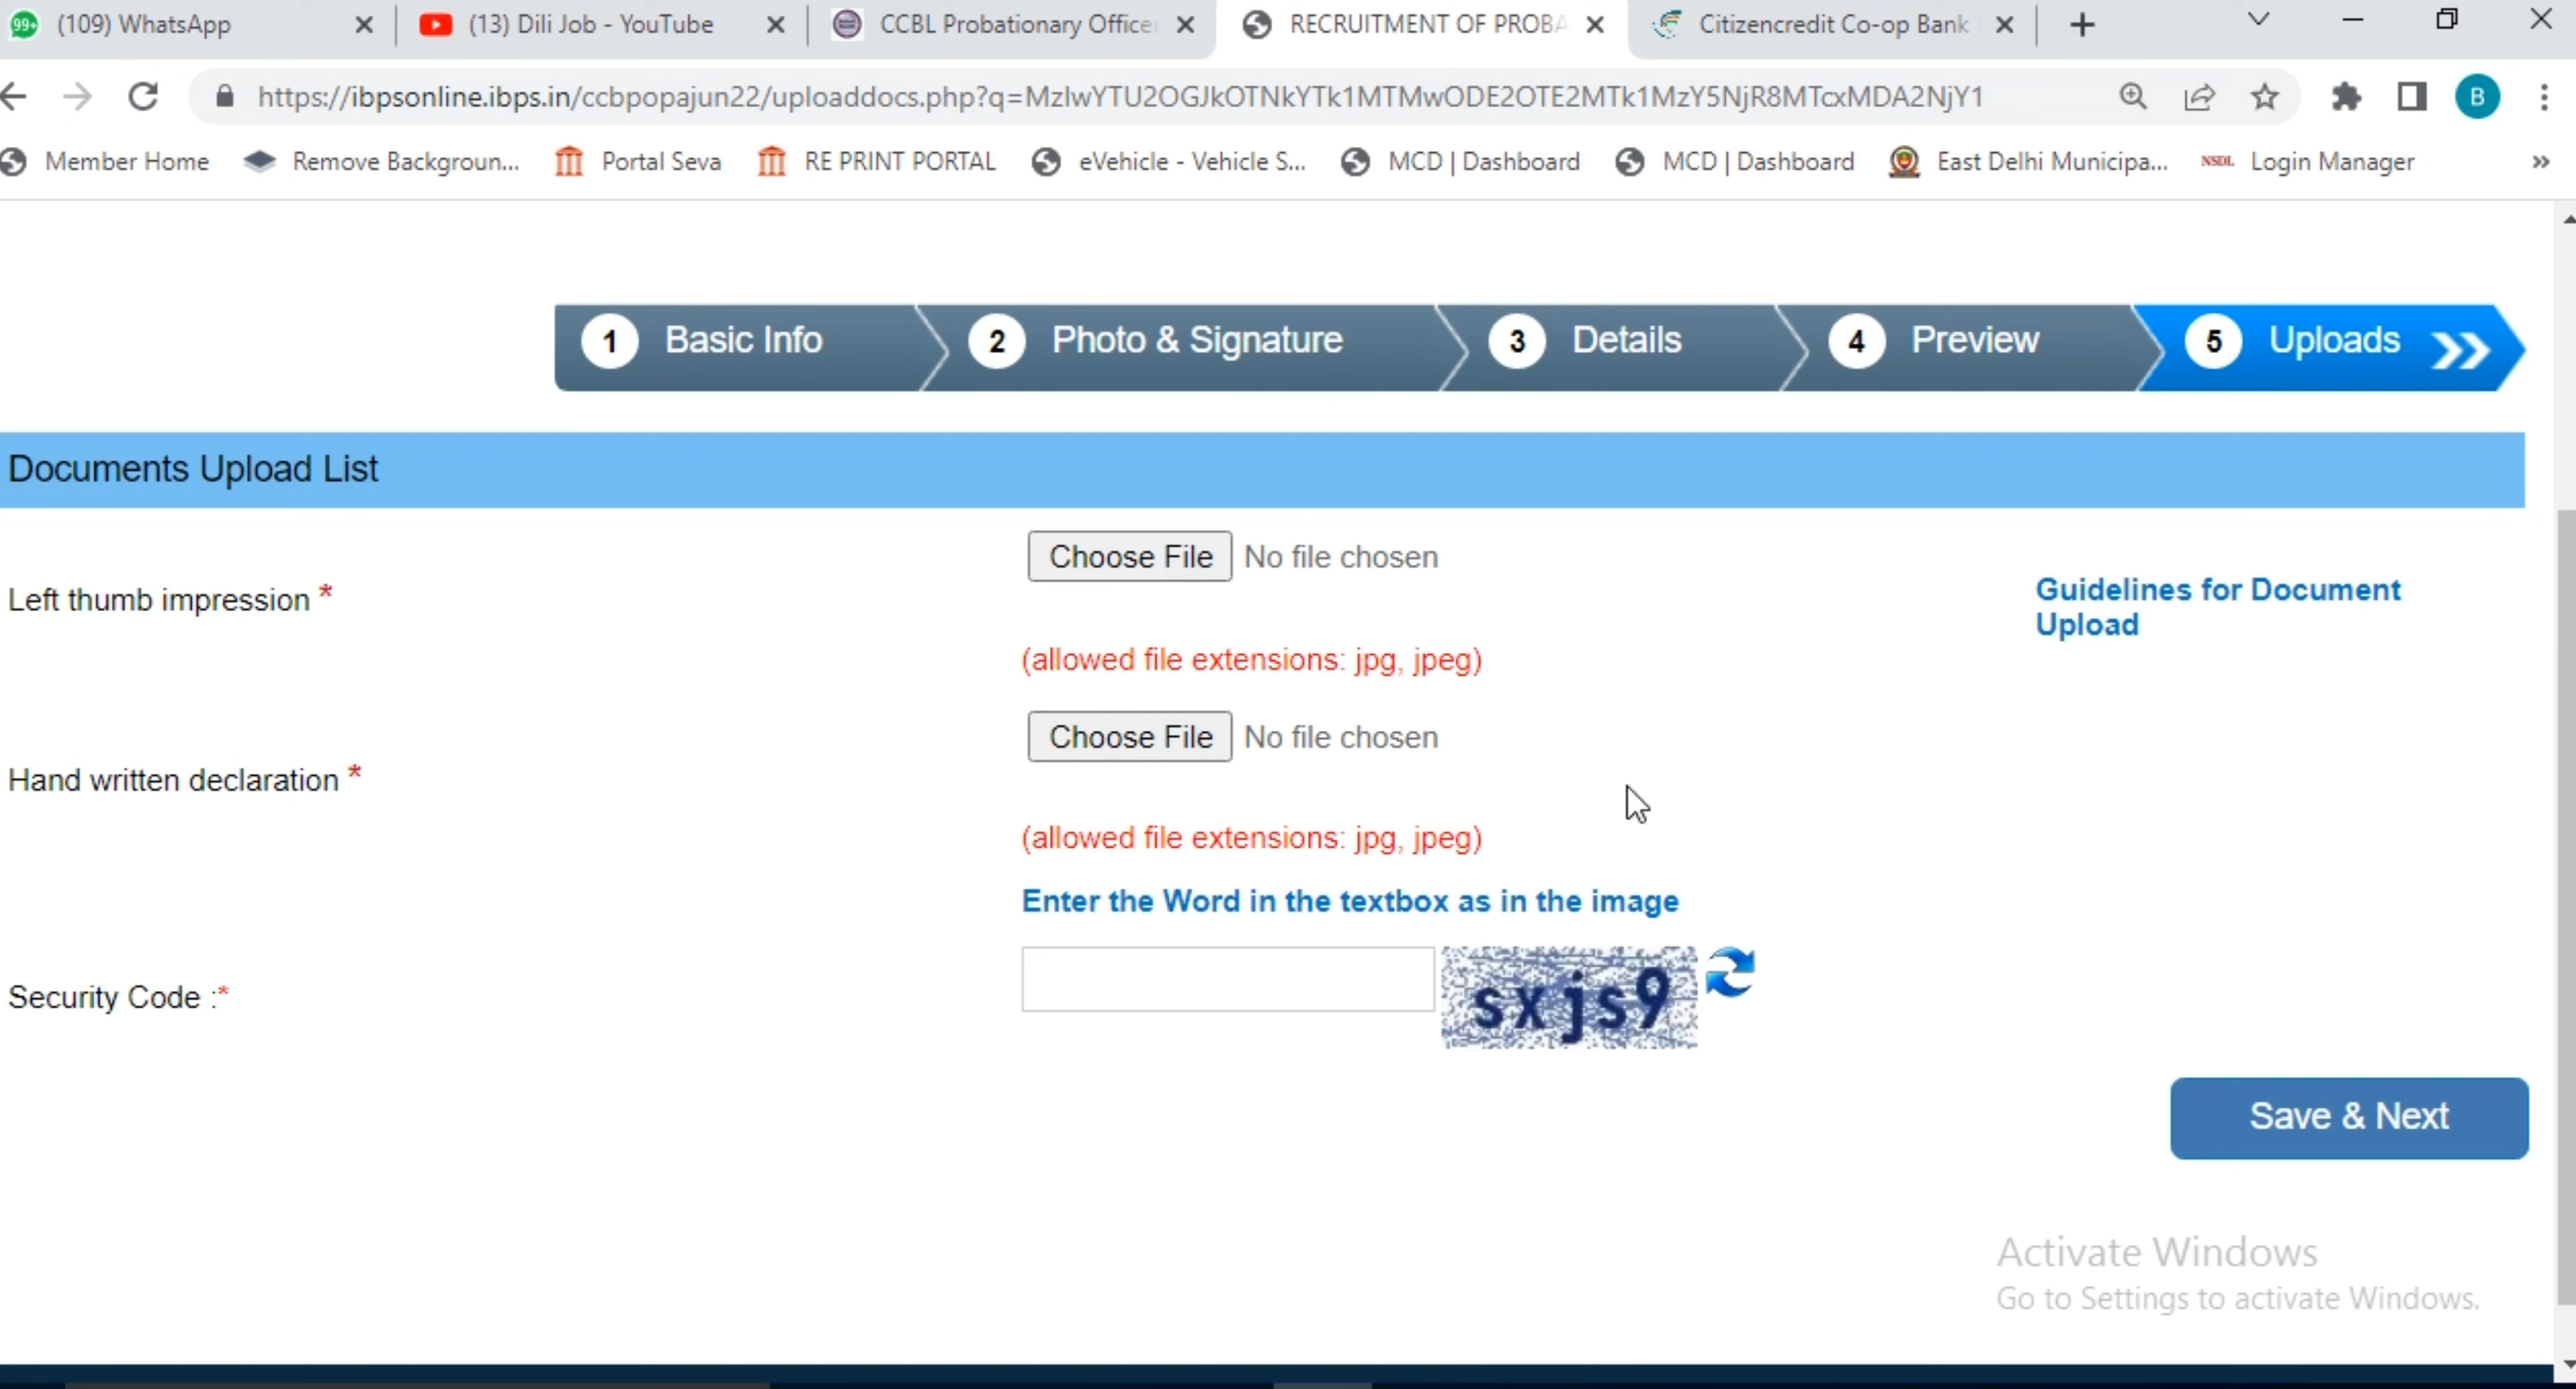 99+ (109) WhatsApp (13) Dili Job - YouTube CCBL Probationary Officer RECRUITMENT OF PROBA Citizencredit Co-op Bank
https://ibpsonline.ibps.in/ccbpopajun22/uploaddocs.php?q=MzIwYTU2OGJkOTNkYTk1MTMwODE2OTE2MTk1MzY5NjR8MTcxMDA2NjY1 B
Member Home Remove Backgroun... Portal Seva RE PRINT PORTAL eVehicle - Vehicle S... MCD | Dashboard MCD | Dashboard East Delhi Municipa... NSDL Login Manager »
1 Basic Info 2 Photo & Signature 3 Details 4 Preview 5 Uploads
Documents Upload List
Choose File No file chosen
Left thumb impression *
Guidelines for Document
Upload
(allowed file extensions: jpg, jpeg)
Choose File No file chosen
Hand written declaration *
(allowed file extensions: jpg, jpeg)
Enter the Word in the textbox as in the image
Security Code :* sxjs9
Save & Next
Activate Windows
Go to Settings to activate Windows.